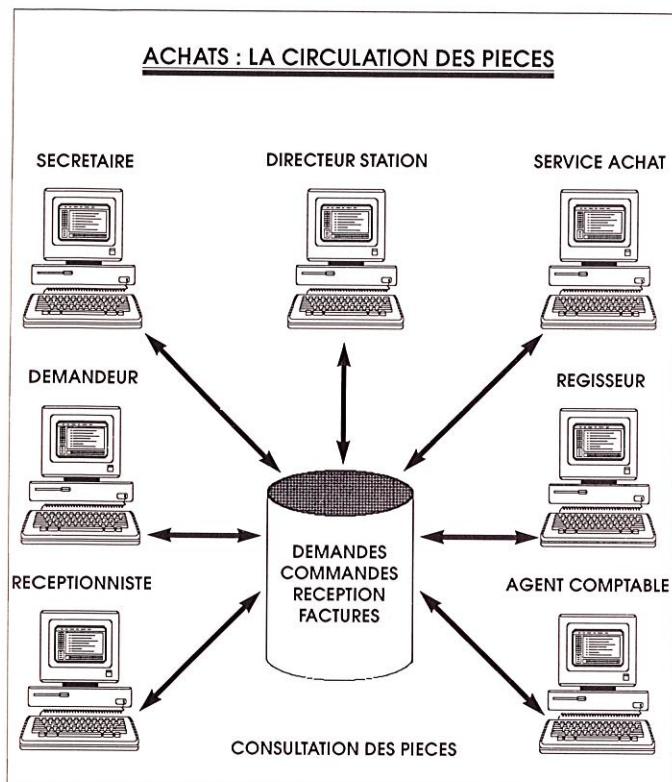 ACHATS : LA CIRCULATION DES PIECES
SECRETAIRE
DIRECTEUR STATION
SERVICE ACHAT
DEMANDEUR
REGISSEUR
DEMANDES
COMMANDES
RECEPTION
FACTURES
RECEPTIONNISTE
AGENT COMPTABLE
CONSULTATION DES PIECES